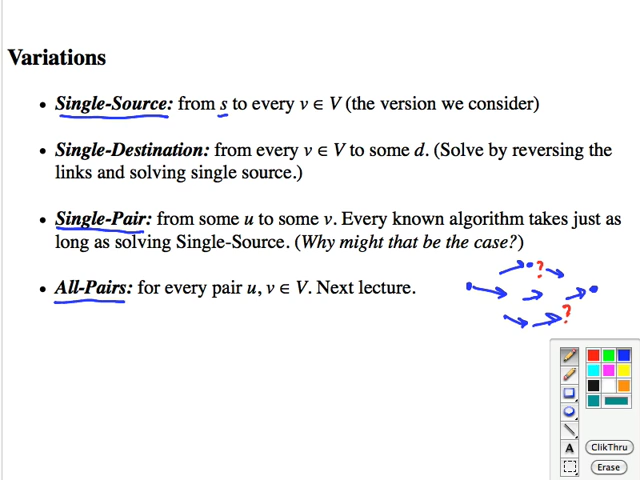 Variations
• Single-Source: from s to every v ∈ V (the version we consider)
• Single-Destination: from every v ∈ V to some d. (Solve by reversing the
links and solving single source.)
• Single-Pair: from some u to some v. Every known algorithm takes just as
long as solving Single-Source. (Why might that be the case?)
?
• All-Pairs: for every pair u, v ∈ V. Next lecture.
?
A
ClikThru
Erase